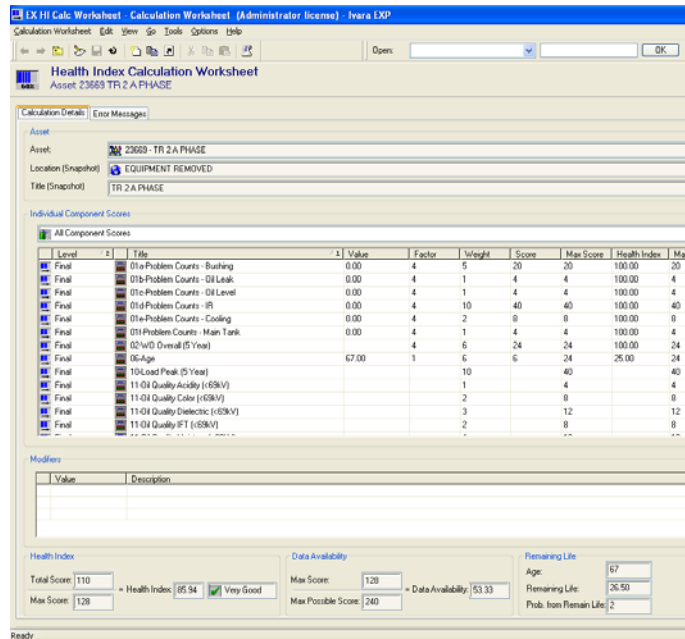 EX HI Calc Worksheet - Calculation Worksheet (Administrator license) - Ivara EXP
Calculation Worksheet Edit View Go Tools Options Help
Open: OK
Health Index Calculation Worksheet
Asset 23669 TR 2 A PHASE
Calculation Details Error Messages
Asset
Asset: 23669 - TR 2 A PHASE
Location (Snapshot) EQUIPMENT REMOVED
Title (Snapshot) TR 2 A PHASE
Individual Component Scores
All Component Scores
Level Title Value Factor Weight Score Max Score Health Index Ma
Final 01a-Problem Counts - Bushing 0.00 4 5 20 20 100.00 20
Final 01b-Problem Counts - Oil Leak 0.00 4 1 4 4 100.00 4
Final 01c-Problem Counts - Oil Level 0.00 4 1 4 4 100.00 4
Final 01d-Problem Counts - IR 0.00 4 10 40 40 100.00 40
Final 01e-Problem Counts - Cooling 0.00 4 2 8 8 100.00 8
Final 01f-Problem Counts - Main Tank 0.00 4 1 4 4 100.00 4
Final 02-WO Overall (5 Year) 4 6 24 24 100.00 24
Final 06-Age 67.00 1 6 6 24 25.00 24
Final 10-Load Peak (5 Year) 10 40 40
Final 11-Oil Quality Acidity (<69kV) 1 4 4
Final 11-Oil Quality Color (<69kV) 2 8 8
Final 11-Oil Quality Dielectric (<69kV) 3 12 12
Final 11-Oil Quality IFT (<69kV) 2 8 8
Modifiers
Value Description
Health Index Data Availability Remaining Life
Total Score: 110 = Health Index: 85.94 Very Good
Max Score: 128
Max Score: 128 = Data Availability: 53.33
Max Possible Score: 240
Age: 67
Remaining Life: 26.50
Prob. from Remain Life: 2
Ready